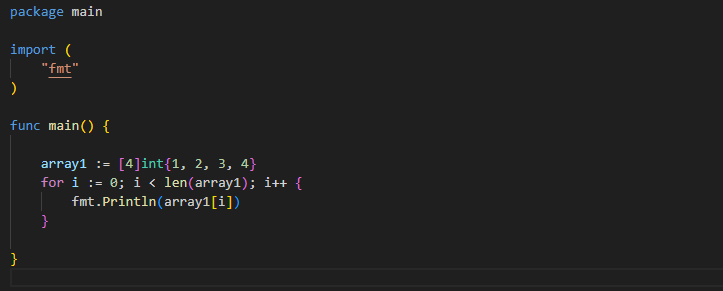 package main
import (
    "fmt"
)
func main() {
    array1 := [4]int{1, 2, 3, 4}
    for i := 0; i < len(array1); i++ {
        fmt.Println(array1[i])
    }
}